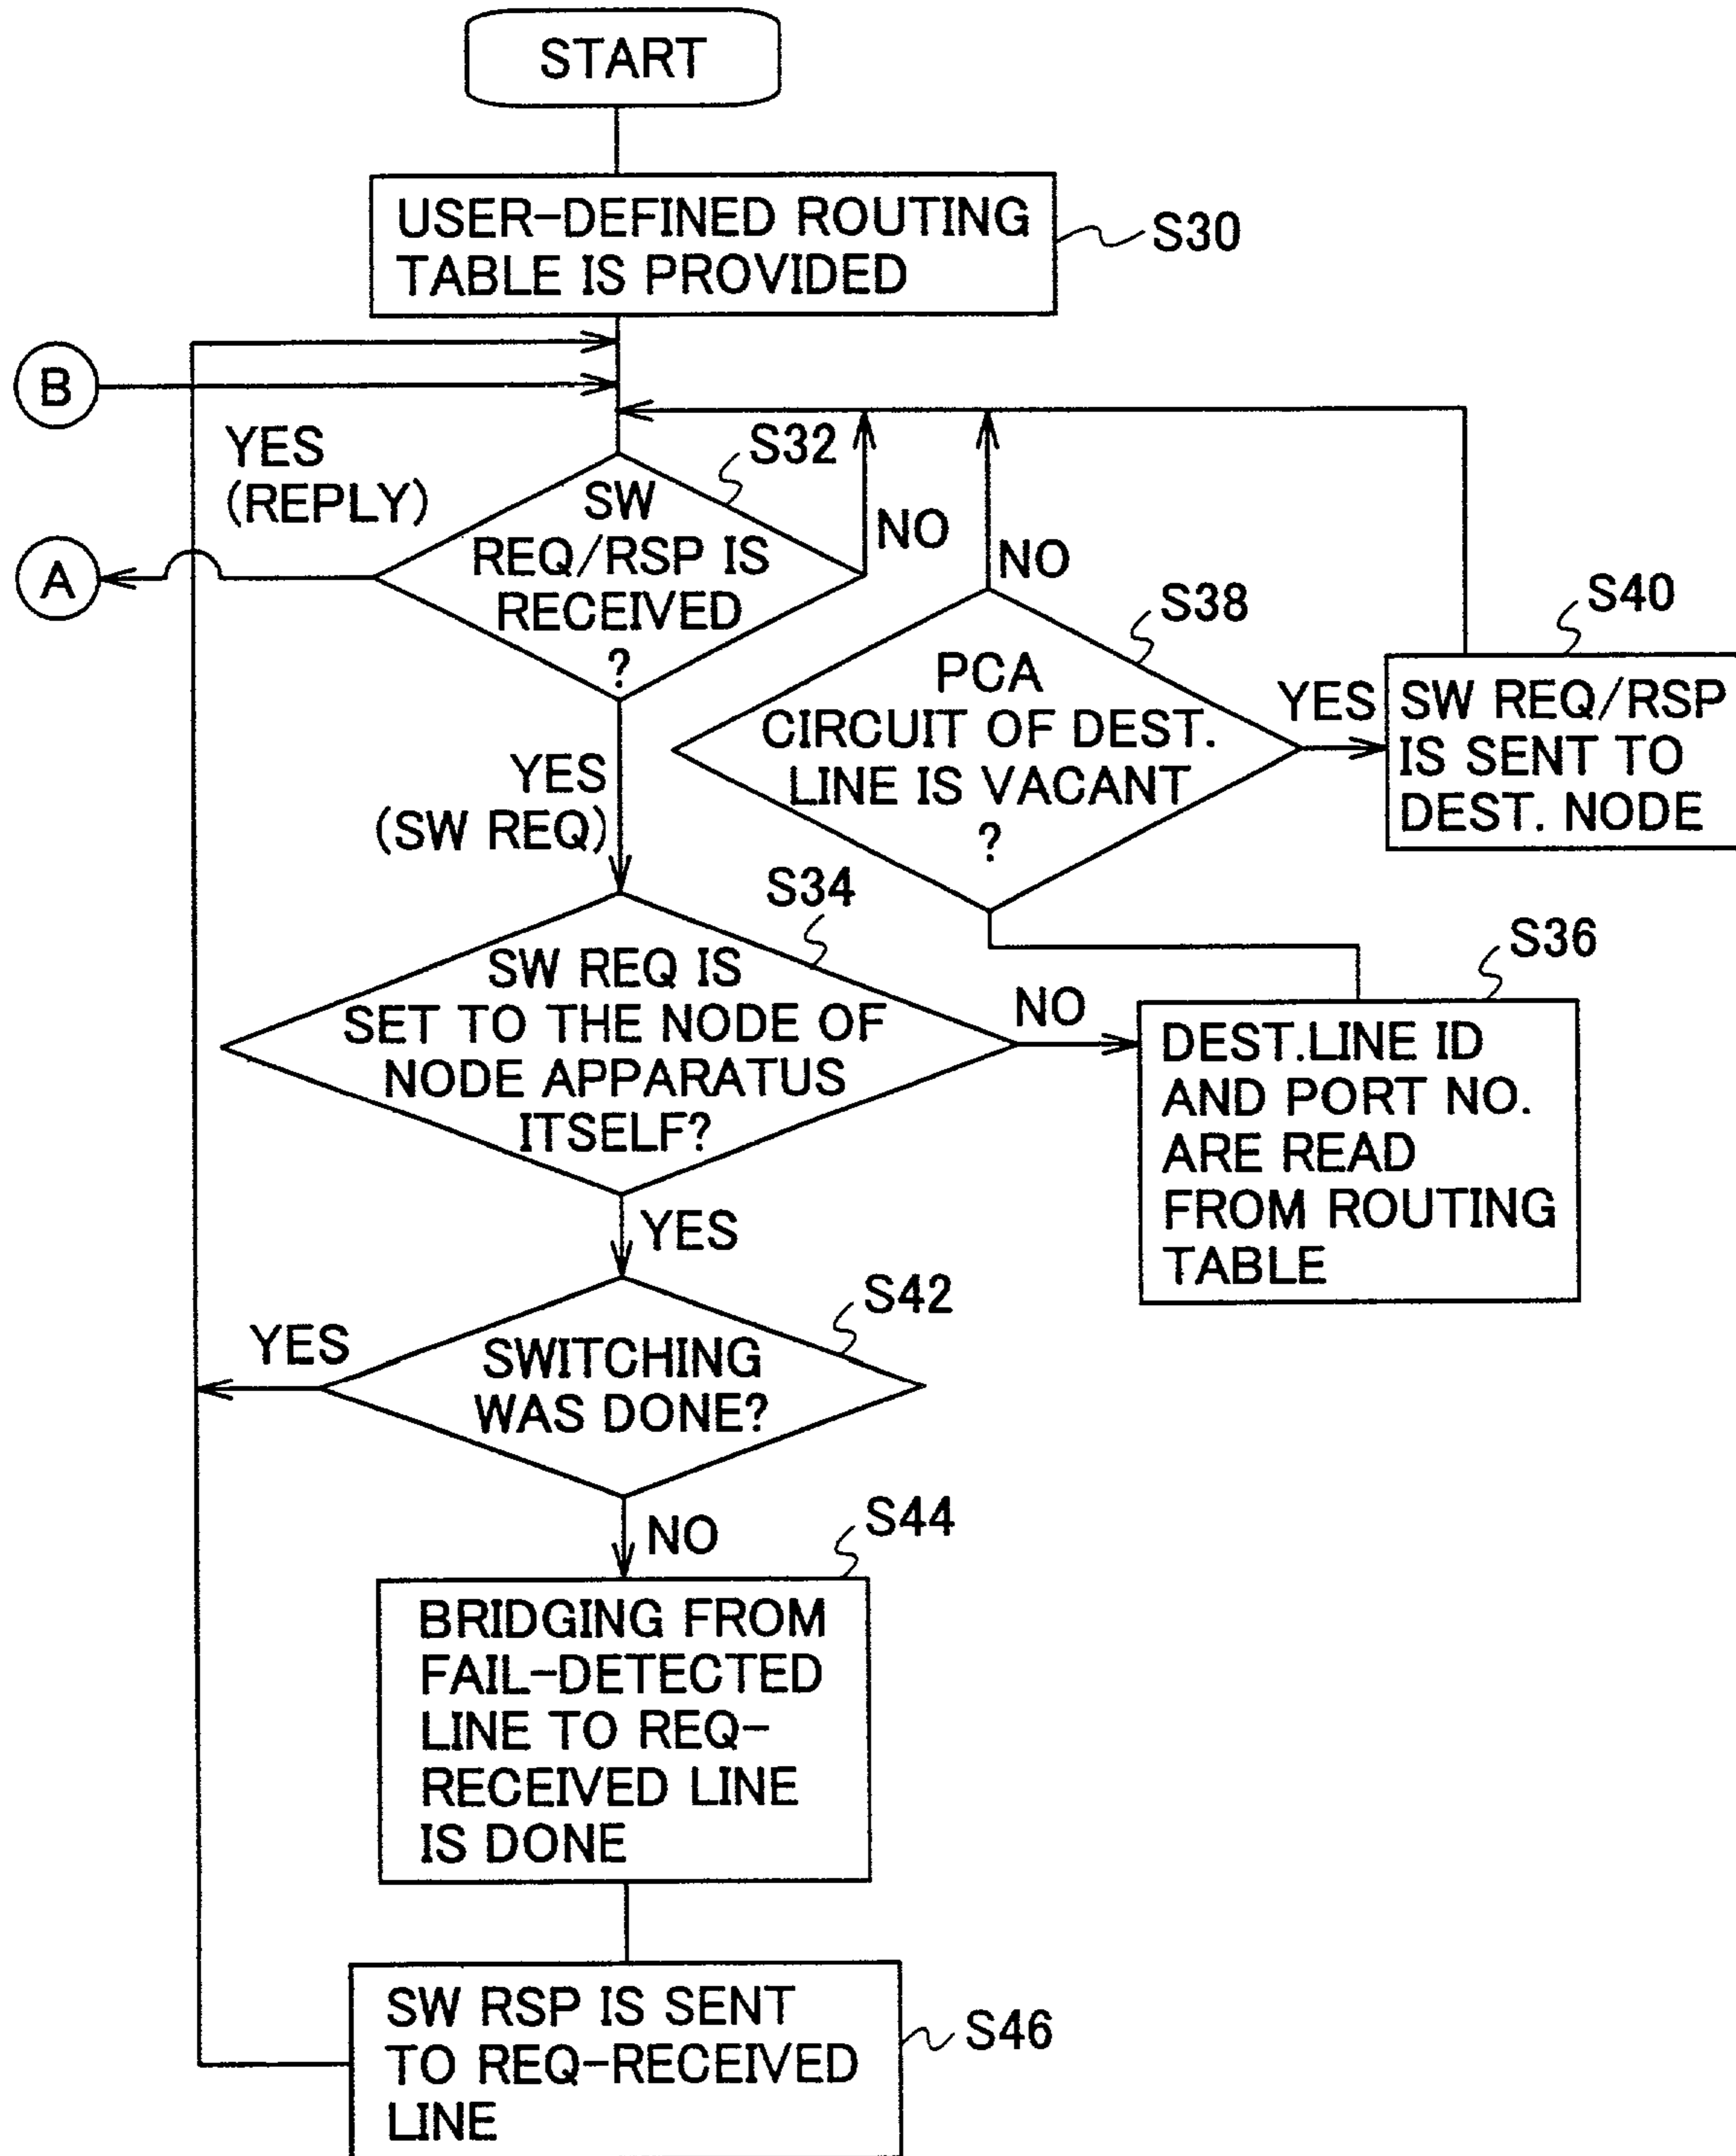 START
USER-DEFINED ROUTING
TABLE IS PROVIDED
S30
B
YES
(REPLY)
S32
SW
REQ/RSP IS
RECEIVED
?
NO
A
NO
S38
PCA
CIRCUIT OF DEST.
LINE IS VACANT
?
YES
S40
SW REQ/RSP
IS SENT TO
DEST. NODE
YES
(SW REQ)
S34
SW REQ IS
SET TO THE NODE OF
NODE APPARATUS
ITSELF?
NO
S36
DEST.LINE ID
AND PORT NO.
ARE READ
FROM ROUTING
TABLE
YES
S42
SWITCHING
WAS DONE?
YES
NO
S44
BRIDGING FROM
FAIL-DETECTED
LINE TO REQ-
RECEIVED LINE
IS DONE
SW RSP IS SENT
TO REQ-RECEIVED
LINE
S46